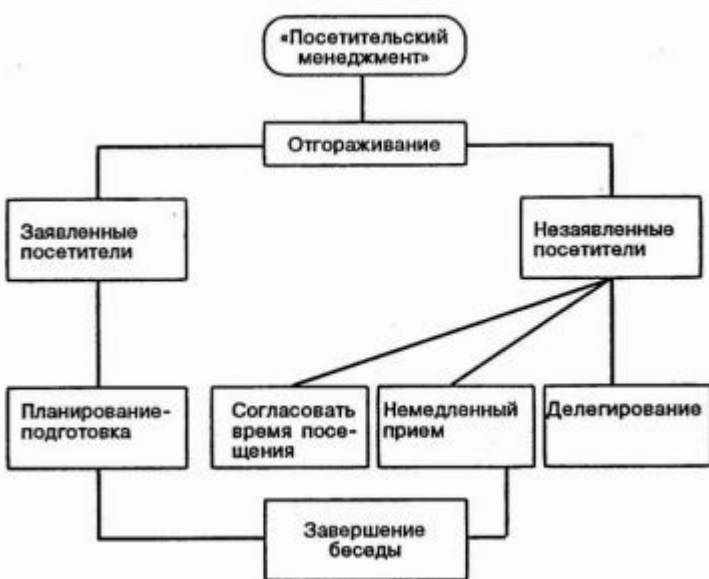 «Посетительский
менеджмент»
Отгораживание
Заявленные
посетители
Незаявленные
посетители
Планирование-
подготовка
Согласовать
время посе-
щения
Немедленный
прием
Делегирование
Завершение
беседы